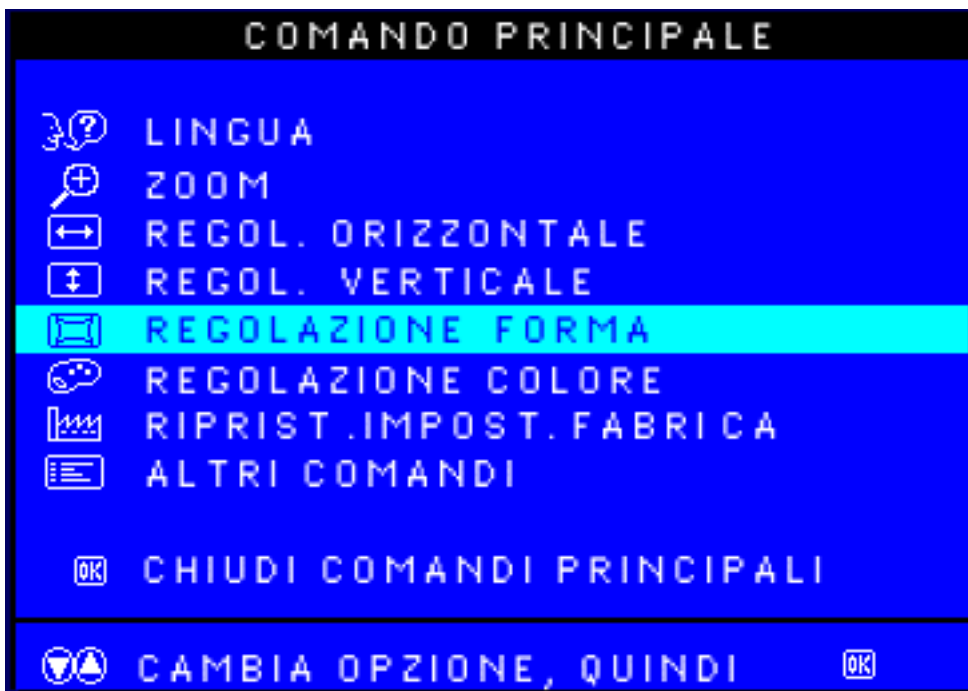 COMANDO PRINCIPALE
LINGUA
ZOOM
REGOL. ORIZZONTALE
REGOL. VERTICALE
REGOLAZIONE FORMA
REGOLAZIONE COLORE
RIPRIST.IMPOST.FABRICA
ALTRI COMANDI
OK CHIUDI COMANDI PRINCIPALI
CAMBIA OPZIONE, QUINDI OK